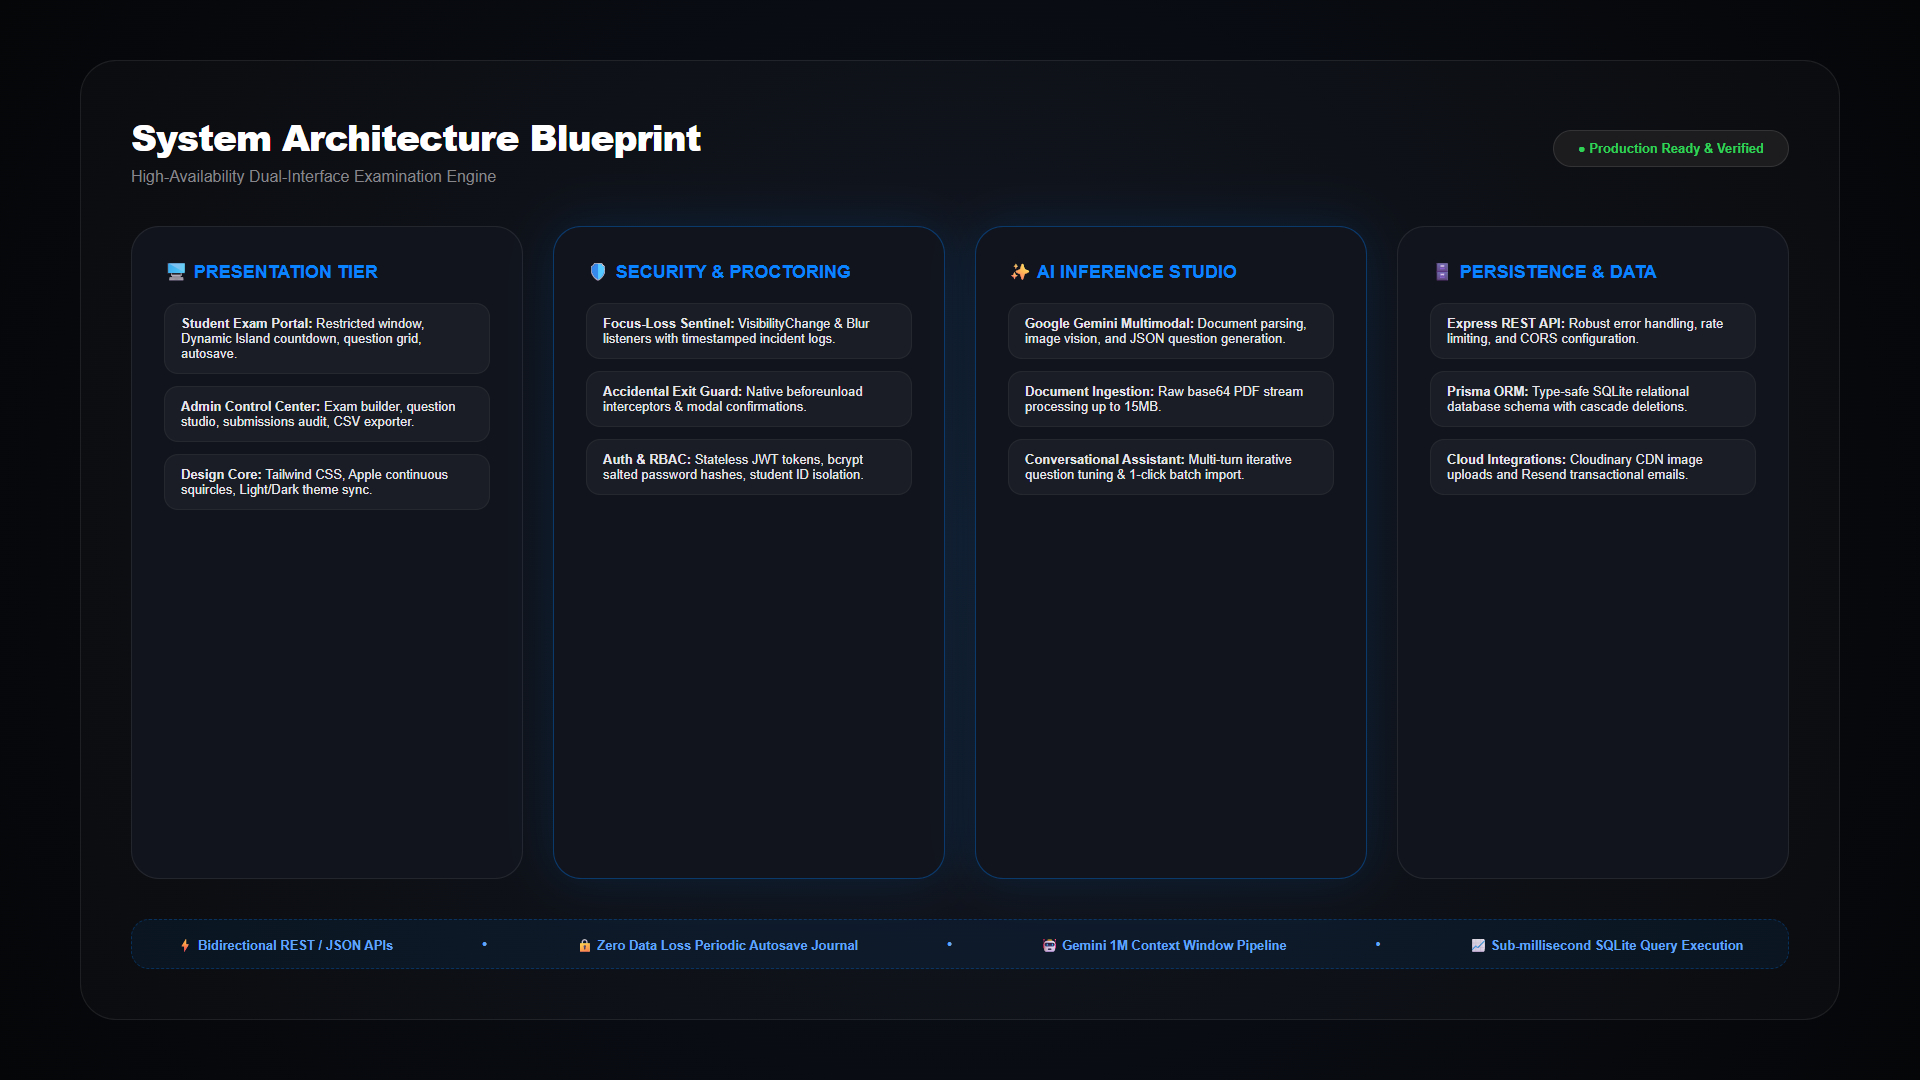 System Architecture Blueprint
High-Availability Dual-Interface Examination Engine
● Production Ready & Verified
🖥️ PRESENTATION TIER
Student Exam Portal: Restricted window,
Dynamic Island countdown, question grid,
autosave.
Admin Control Center: Exam builder, question
studio, submissions audit, CSV exporter.
Design Core: Tailwind CSS, Apple continuous
squircles, Light/Dark theme sync.
🛡️ SECURITY & PROCTORING
Focus-Loss Sentinel: VisibilityChange & Blur
listeners with timestamped incident logs.
Accidental Exit Guard: Native beforeunload
interceptors & modal confirmations.
Auth & RBAC: Stateless JWT tokens, bcrypt
salted password hashes, student ID isolation.
✨ AI INFERENCE STUDIO
Google Gemini Multimodal: Document parsing,
image vision, and JSON question generation.
Document Ingestion: Raw base64 PDF stream
processing up to 15MB.
Conversational Assistant: Multi-turn iterative
question tuning & 1-click batch import.
🗄️ PERSISTENCE & DATA
Express REST API: Robust error handling, rate
limiting, and CORS configuration.
Prisma ORM: Type-safe SQLite relational
database schema with cascade deletions.
Cloud Integrations: Cloudinary CDN image
uploads and Resend transactional emails.
⚡ Bidirectional REST / JSON APIs • 🔒 Zero Data Loss Periodic Autosave Journal • 🤖 Gemini 1M Context Window Pipeline • 📈 Sub-millisecond SQLite Query Execution